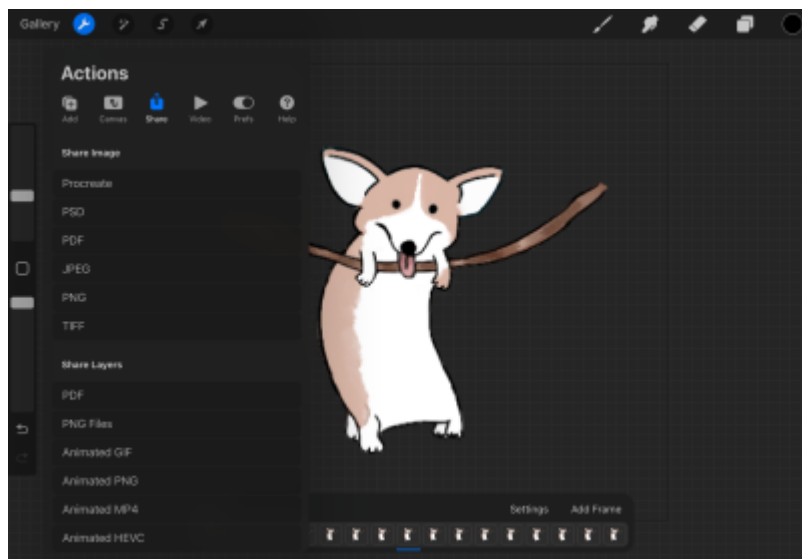 Gallery
Actions
Add Canvas Share Video Prefs Help
Share Image
Procreate
PSD
PDF
JPEG
PNG
TIFF
Share Layers
PDF
PNG Files
Animated GIF
Animated PNG
Animated MP4
Animated HEVC
Settings Add Frame